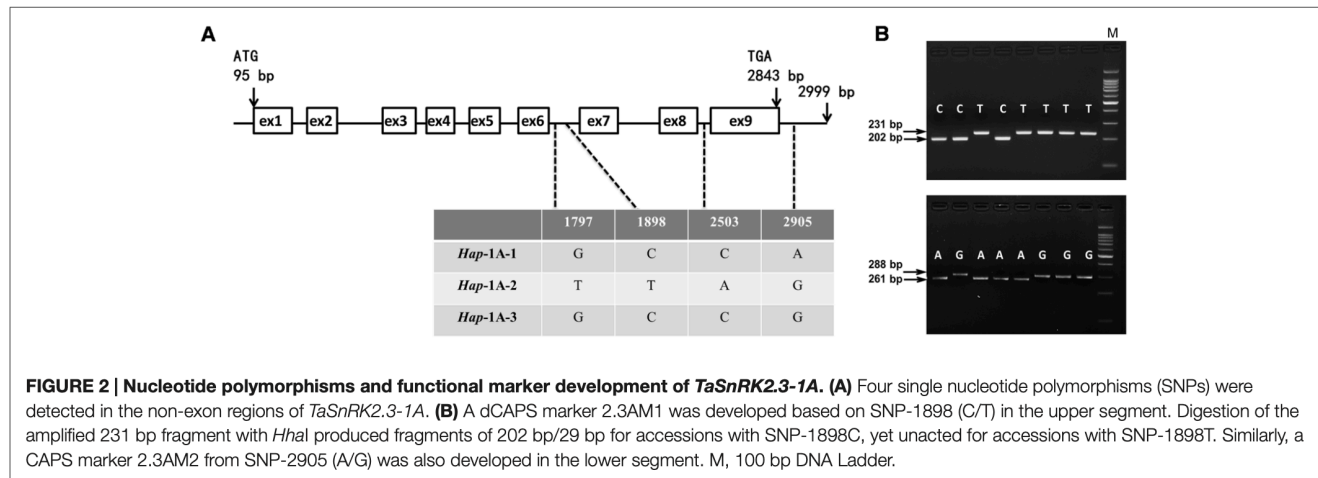 A
ATG
95 bp
TGA
2843 bp
2999 bp
ex1 ex2 ex3 ex4 ex5 ex6 ex7 ex8 ex9
1797 1898 2503 2905
Hap-1A-1 G C C A
Hap-1A-2 T T A G
Hap-1A-3 G C C G
B
M
C C T C T T T T
231 bp
202 bp
A G A A A G G G
288 bp
261 bp
FIGURE 2 | Nucleotide polymorphisms and functional marker development of TaSnRK2.3-1A. (A) Four single nucleotide polymorphisms (SNPs) were
detected in the non-exon regions of TaSnRK2.3-1A. (B) A dCAPS marker 2.3AM1 was developed based on SNP-1898 (C/T) in the upper segment. Digestion of the
amplified 231 bp fragment with HhaI produced fragments of 202 bp/29 bp for accessions with SNP-1898C, yet unacted for accessions with SNP-1898T. Similarly, a
CAPS marker 2.3AM2 from SNP-2905 (A/G) was also developed in the lower segment. M, 100 bp DNA Ladder.